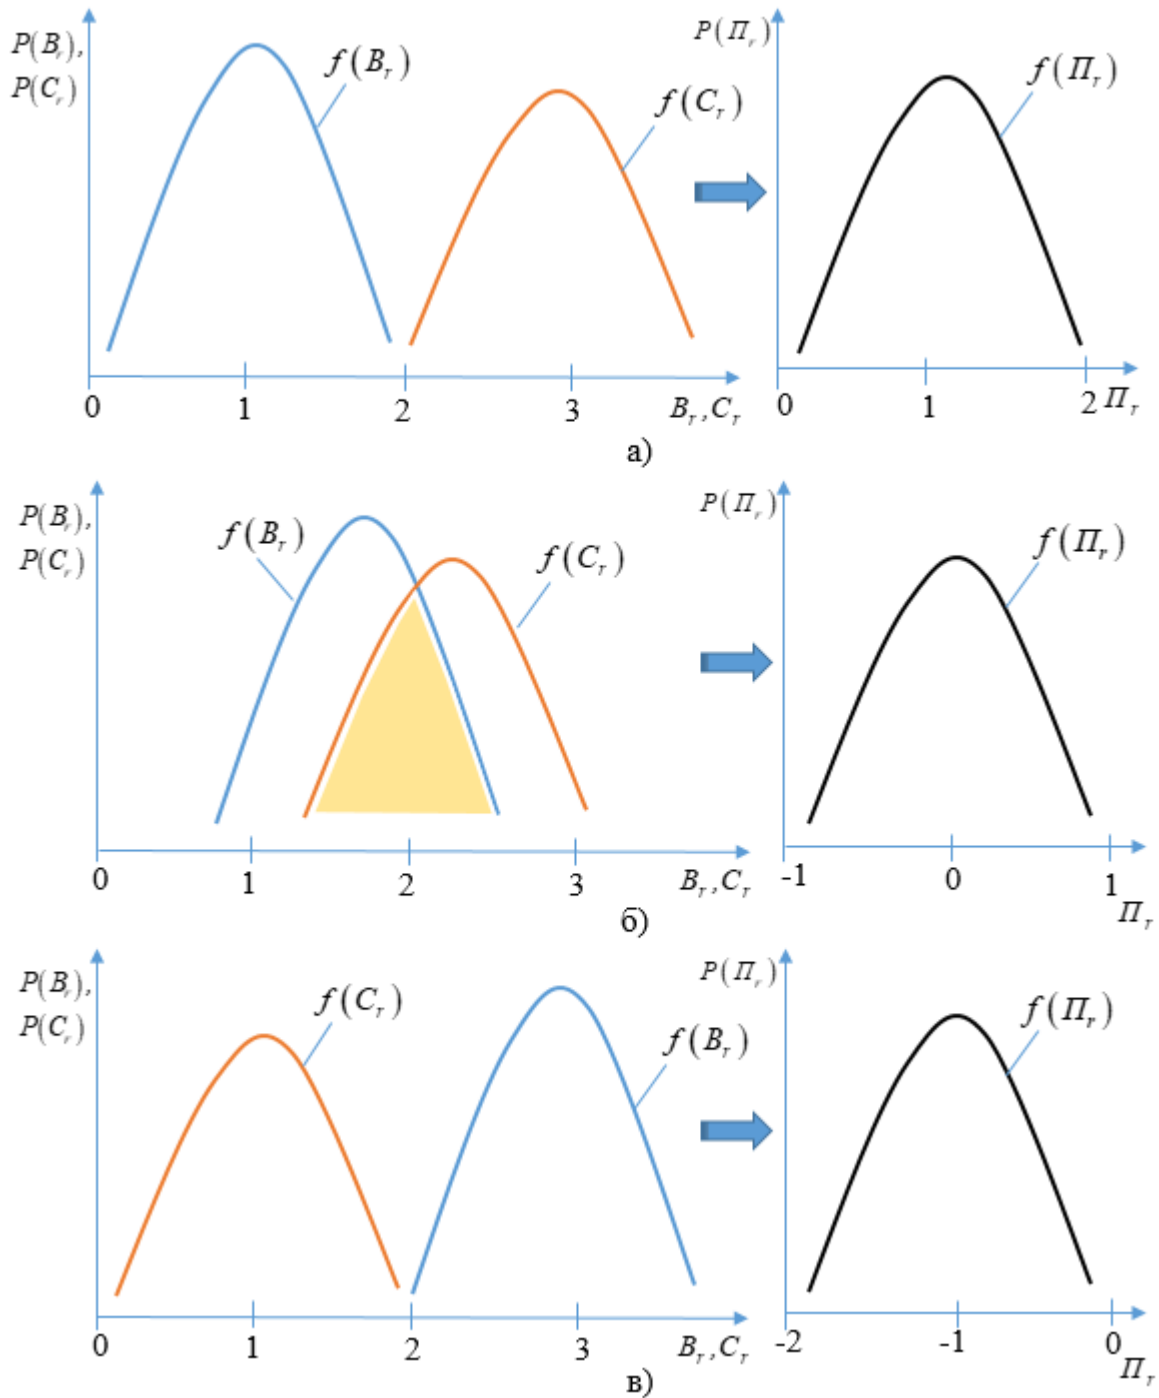 P(B_r),
P(C_r)
f(B_r)
f(C_r)
P(П_r)
f(П_r)
0 1 2 3 B_r, C_r
0 1 2 П_r
а)
P(B_r),
P(C_r)
f(B_r)
f(C_r)
P(П_r)
f(П_r)
0 1 2 3 B_r, C_r
-1 0 1 П_r
б)
P(B_r),
P(C_r)
f(C_r)
f(B_r)
P(П_r)
f(П_r)
0 1 2 3 B_r, C_r
-2 -1 0 П_r
в)